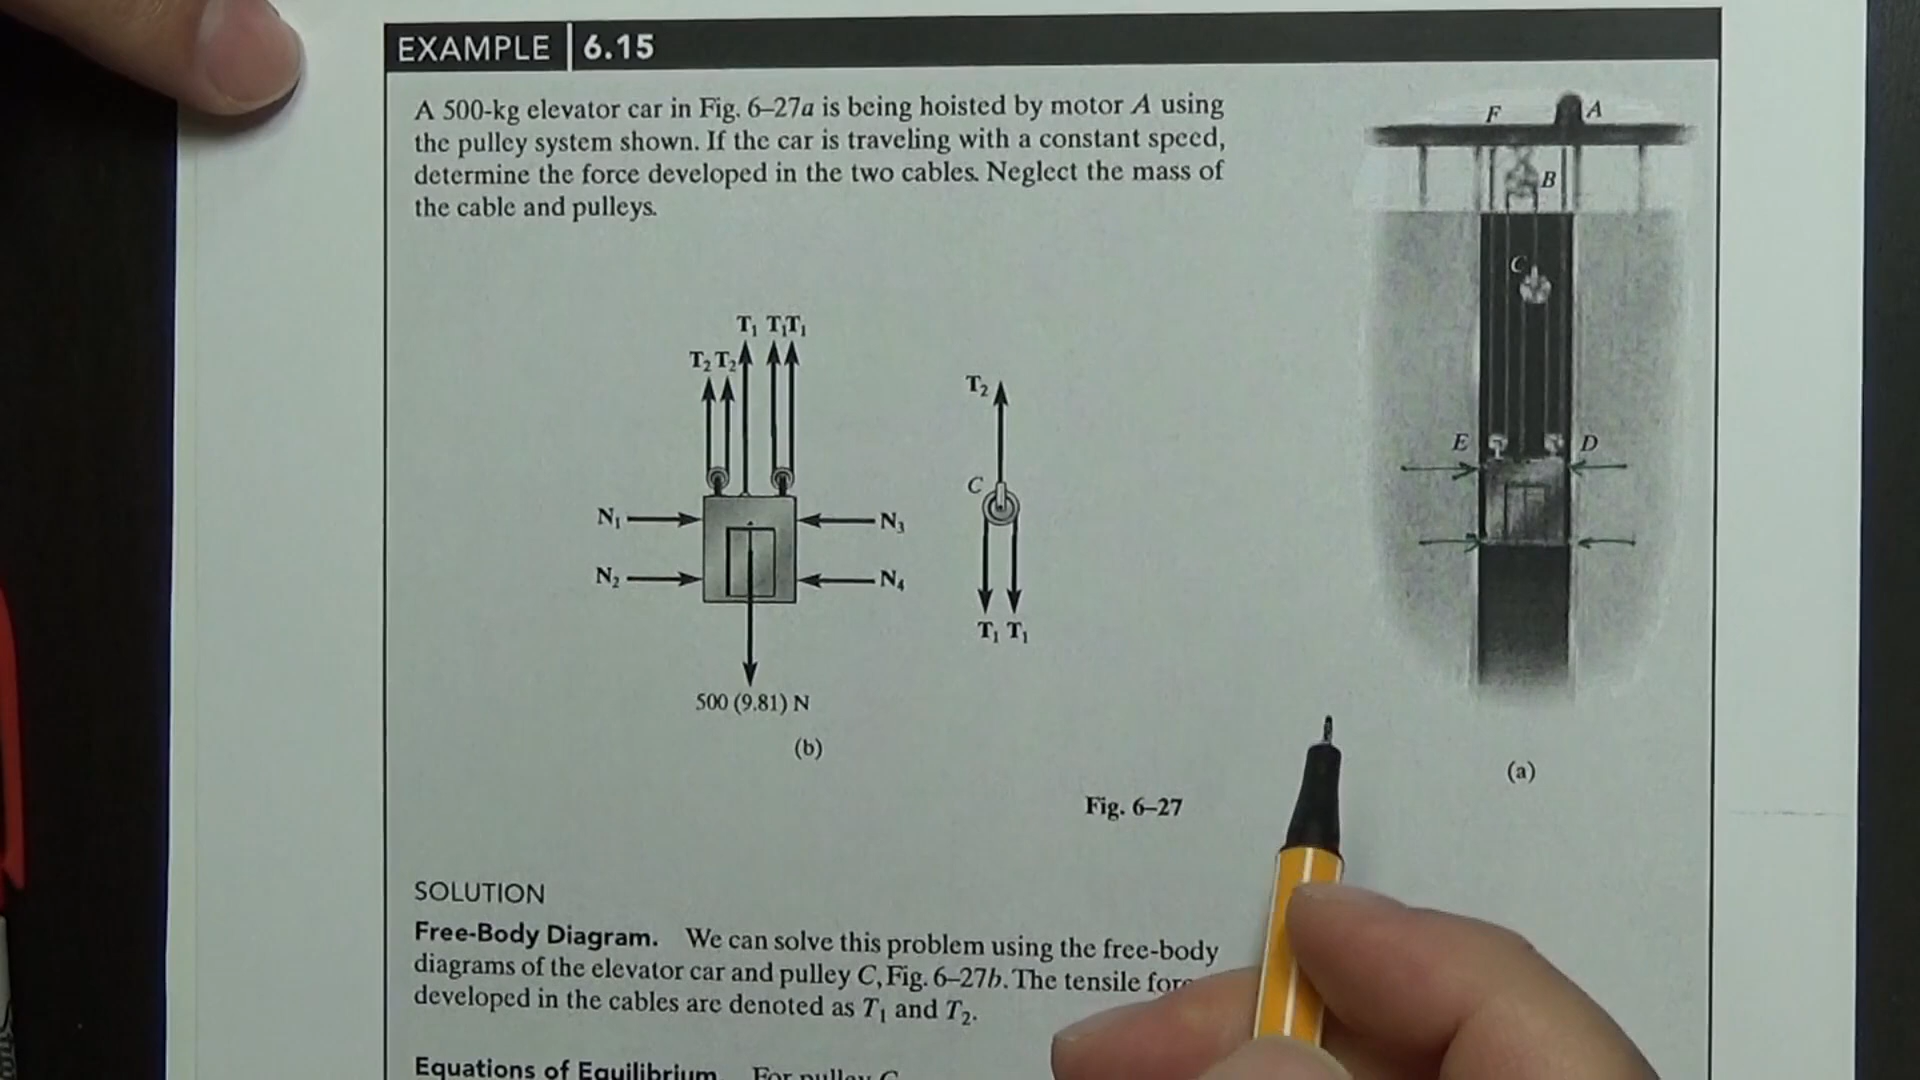 EXAMPLE 6.15
A 500-kg elevator car in Fig. 6–27a is being hoisted by motor A using
the pulley system shown. If the car is traveling with a constant speed,
determine the force developed in the two cables. Neglect the mass of
the cable and pulleys.
F A
B
C
E D
T₁ T₁T₁
T₂ T₂
N₁ N₃
N₂ N₄
500 (9.81) N
(b)
T₂
C
T₁ T₁
(a)
Fig. 6–27
SOLUTION
Free-Body Diagram. We can solve this problem using the free-body
diagrams of the elevator car and pulley C, Fig. 6–27b. The tensile
developed in the cables are denoted as T₁ and T₂.
Equations of Equilibrium. For pulley C